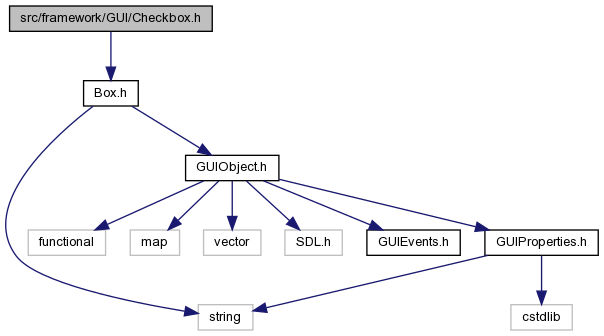 src/framework/GUI/Checkbox.h
Box.h
GUIObject.h
functional
map
vector
SDL.h
GUIEvents.h
GUIProperties.h
string
cstdlib